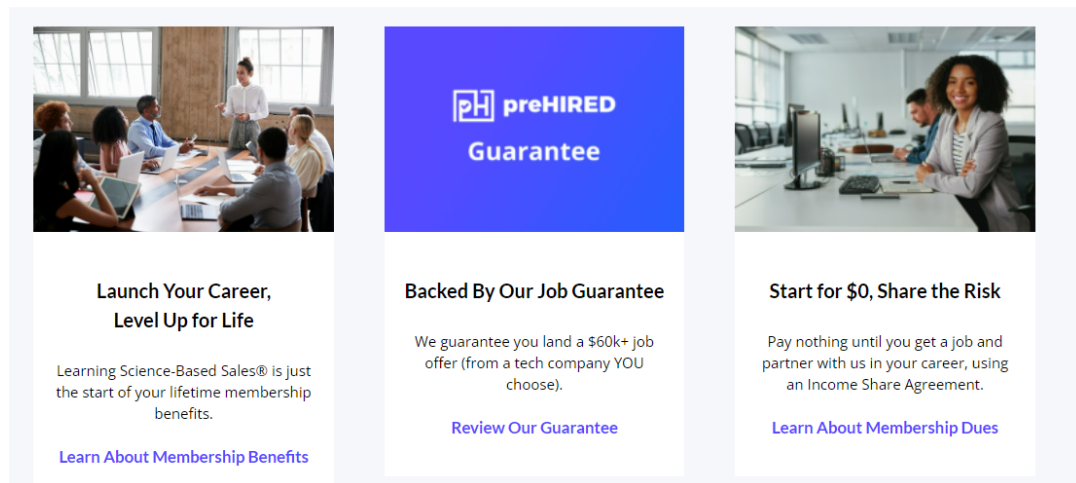 Launch Your Career,
Level Up for Life
Learning Science-Based Sales® is just
the start of your lifetime membership
benefits.
Learn About Membership Benefits
pH preHIRED
Guarantee
Backed By Our Job Guarantee
We guarantee you land a $60k+ job
offer (from a tech company YOU
choose).
Review Our Guarantee
Start for $0, Share the Risk
Pay nothing until you get a job and
partner with us in your career, using
an Income Share Agreement.
Learn About Membership Dues